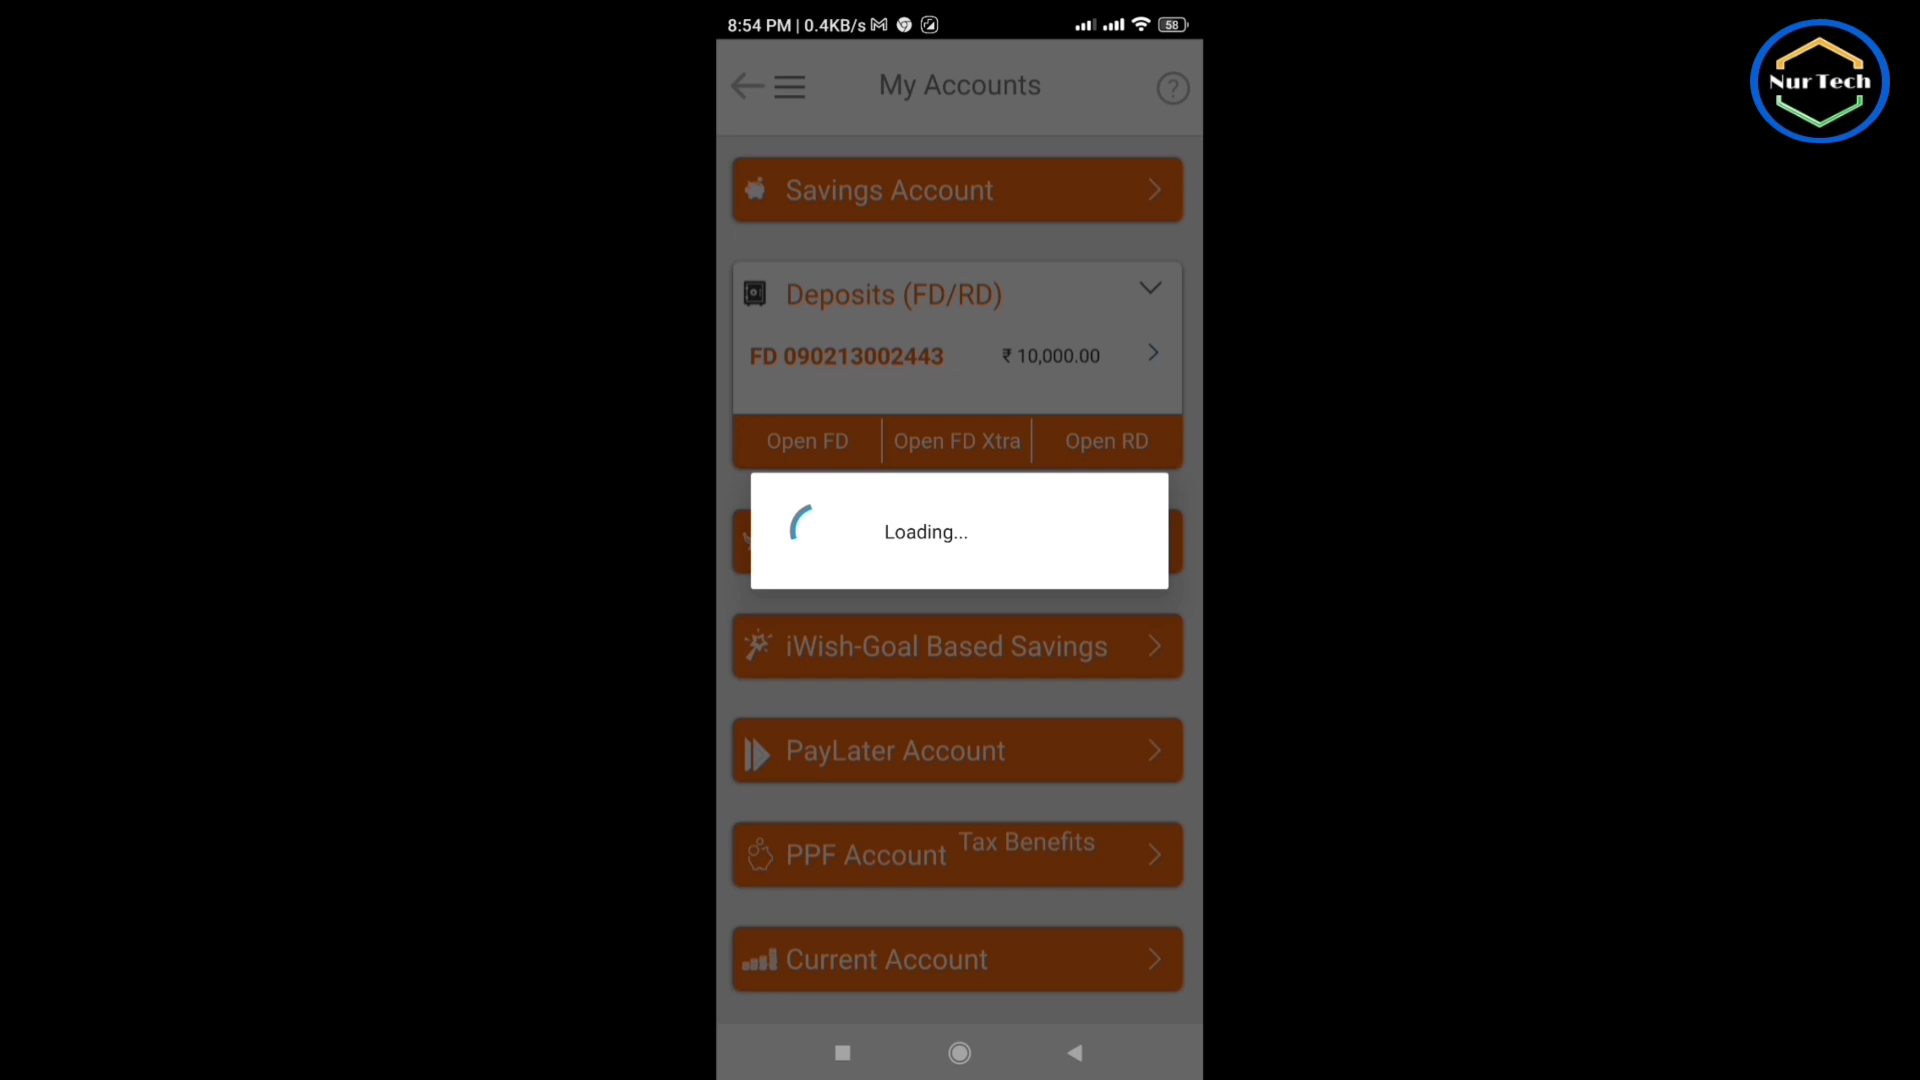 8:54 PM | 0.4KB/s
58
My Accounts
?
Nur Tech
Savings Account
Deposits (FD/RD)
FD 090213002443 ₹ 10,000.00
Open FD Open FD Xtra Open RD
Loading...
iWish-Goal Based Savings
PayLater Account
PPF Account Tax Benefits
Current Account